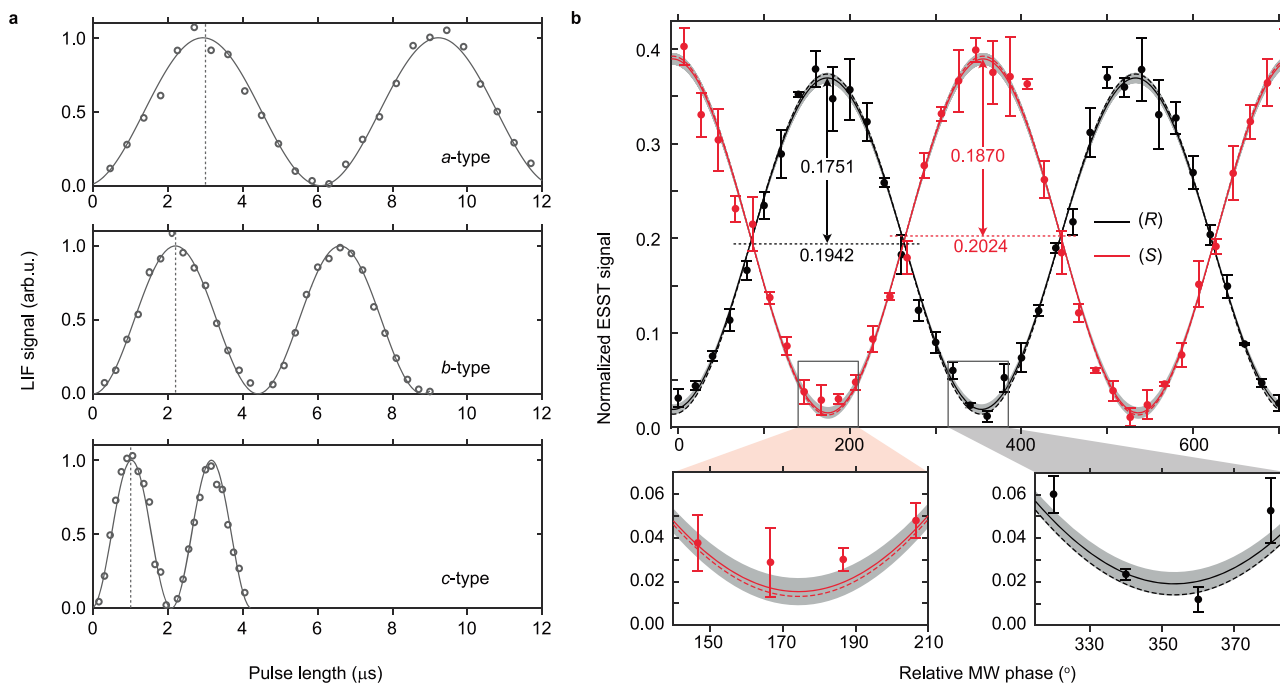 a
LIF signal (arb.u.)
1.0
0.5
0.0
a-type
0 2 4 6 8 10 12
1.0
0.5
0.0
b-type
0 2 4 6 8 10 12
1.0
0.5
0.0
c-type
0 2 4 6 8 10 12
Pulse length (μs)
b
Normalized ESST signal
0.4
0.3
0.2
0.1
0.0
0.1751
0.1942
0.1870
0.2024
(R)
(S)
0 200 400 600
0.06
0.04
0.02
0.00
150 170 190 210
0.06
0.04
0.02
0.00
330 350 370
Relative MW phase (º)